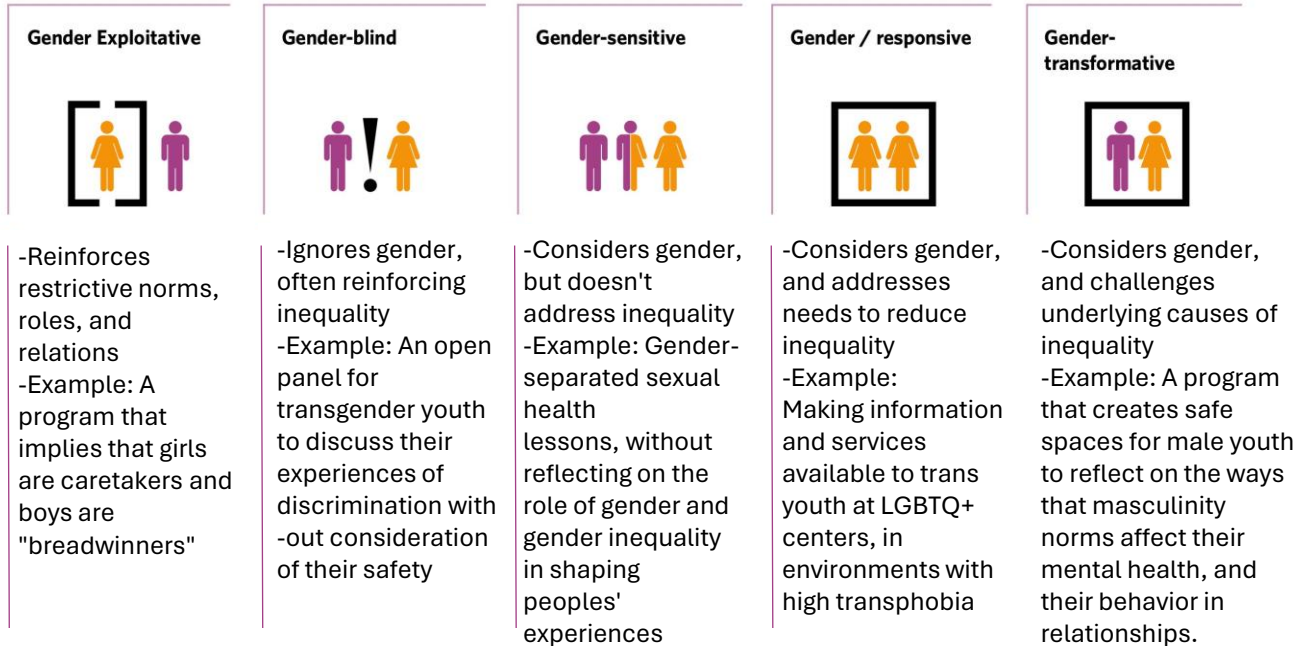 Gender Exploitative
-Reinforces
restrictive norms,
roles, and
relations
-Example: A
program that
implies that girls
are caretakers and
boys are
"breadwinners"
Gender-blind
-Ignores gender,
often reinforcing
inequality
-Example: An open
panel for
transgender youth
to discuss their
experiences of
discrimination with
-out consideration
of their safety
Gender-sensitive
-Considers gender,
but doesn't
address inequality
-Example: Gender-
separated sexual
health
lessons, without
reflecting on the
role of gender and
gender inequality
in shaping
peoples'
experiences
Gender / responsive
-Considers gender,
and addresses
needs to reduce
inequality
-Example:
Making information
and services
available to trans
youth at LGBTQ+
centers, in
environments with
high transphobia
Gender-
transformative
-Considers gender,
and challenges
underlying causes of
inequality
-Example: A program
that creates safe
spaces for male youth
to reflect on the ways
that masculinity
norms affect their
mental health, and
their behavior in
relationships.